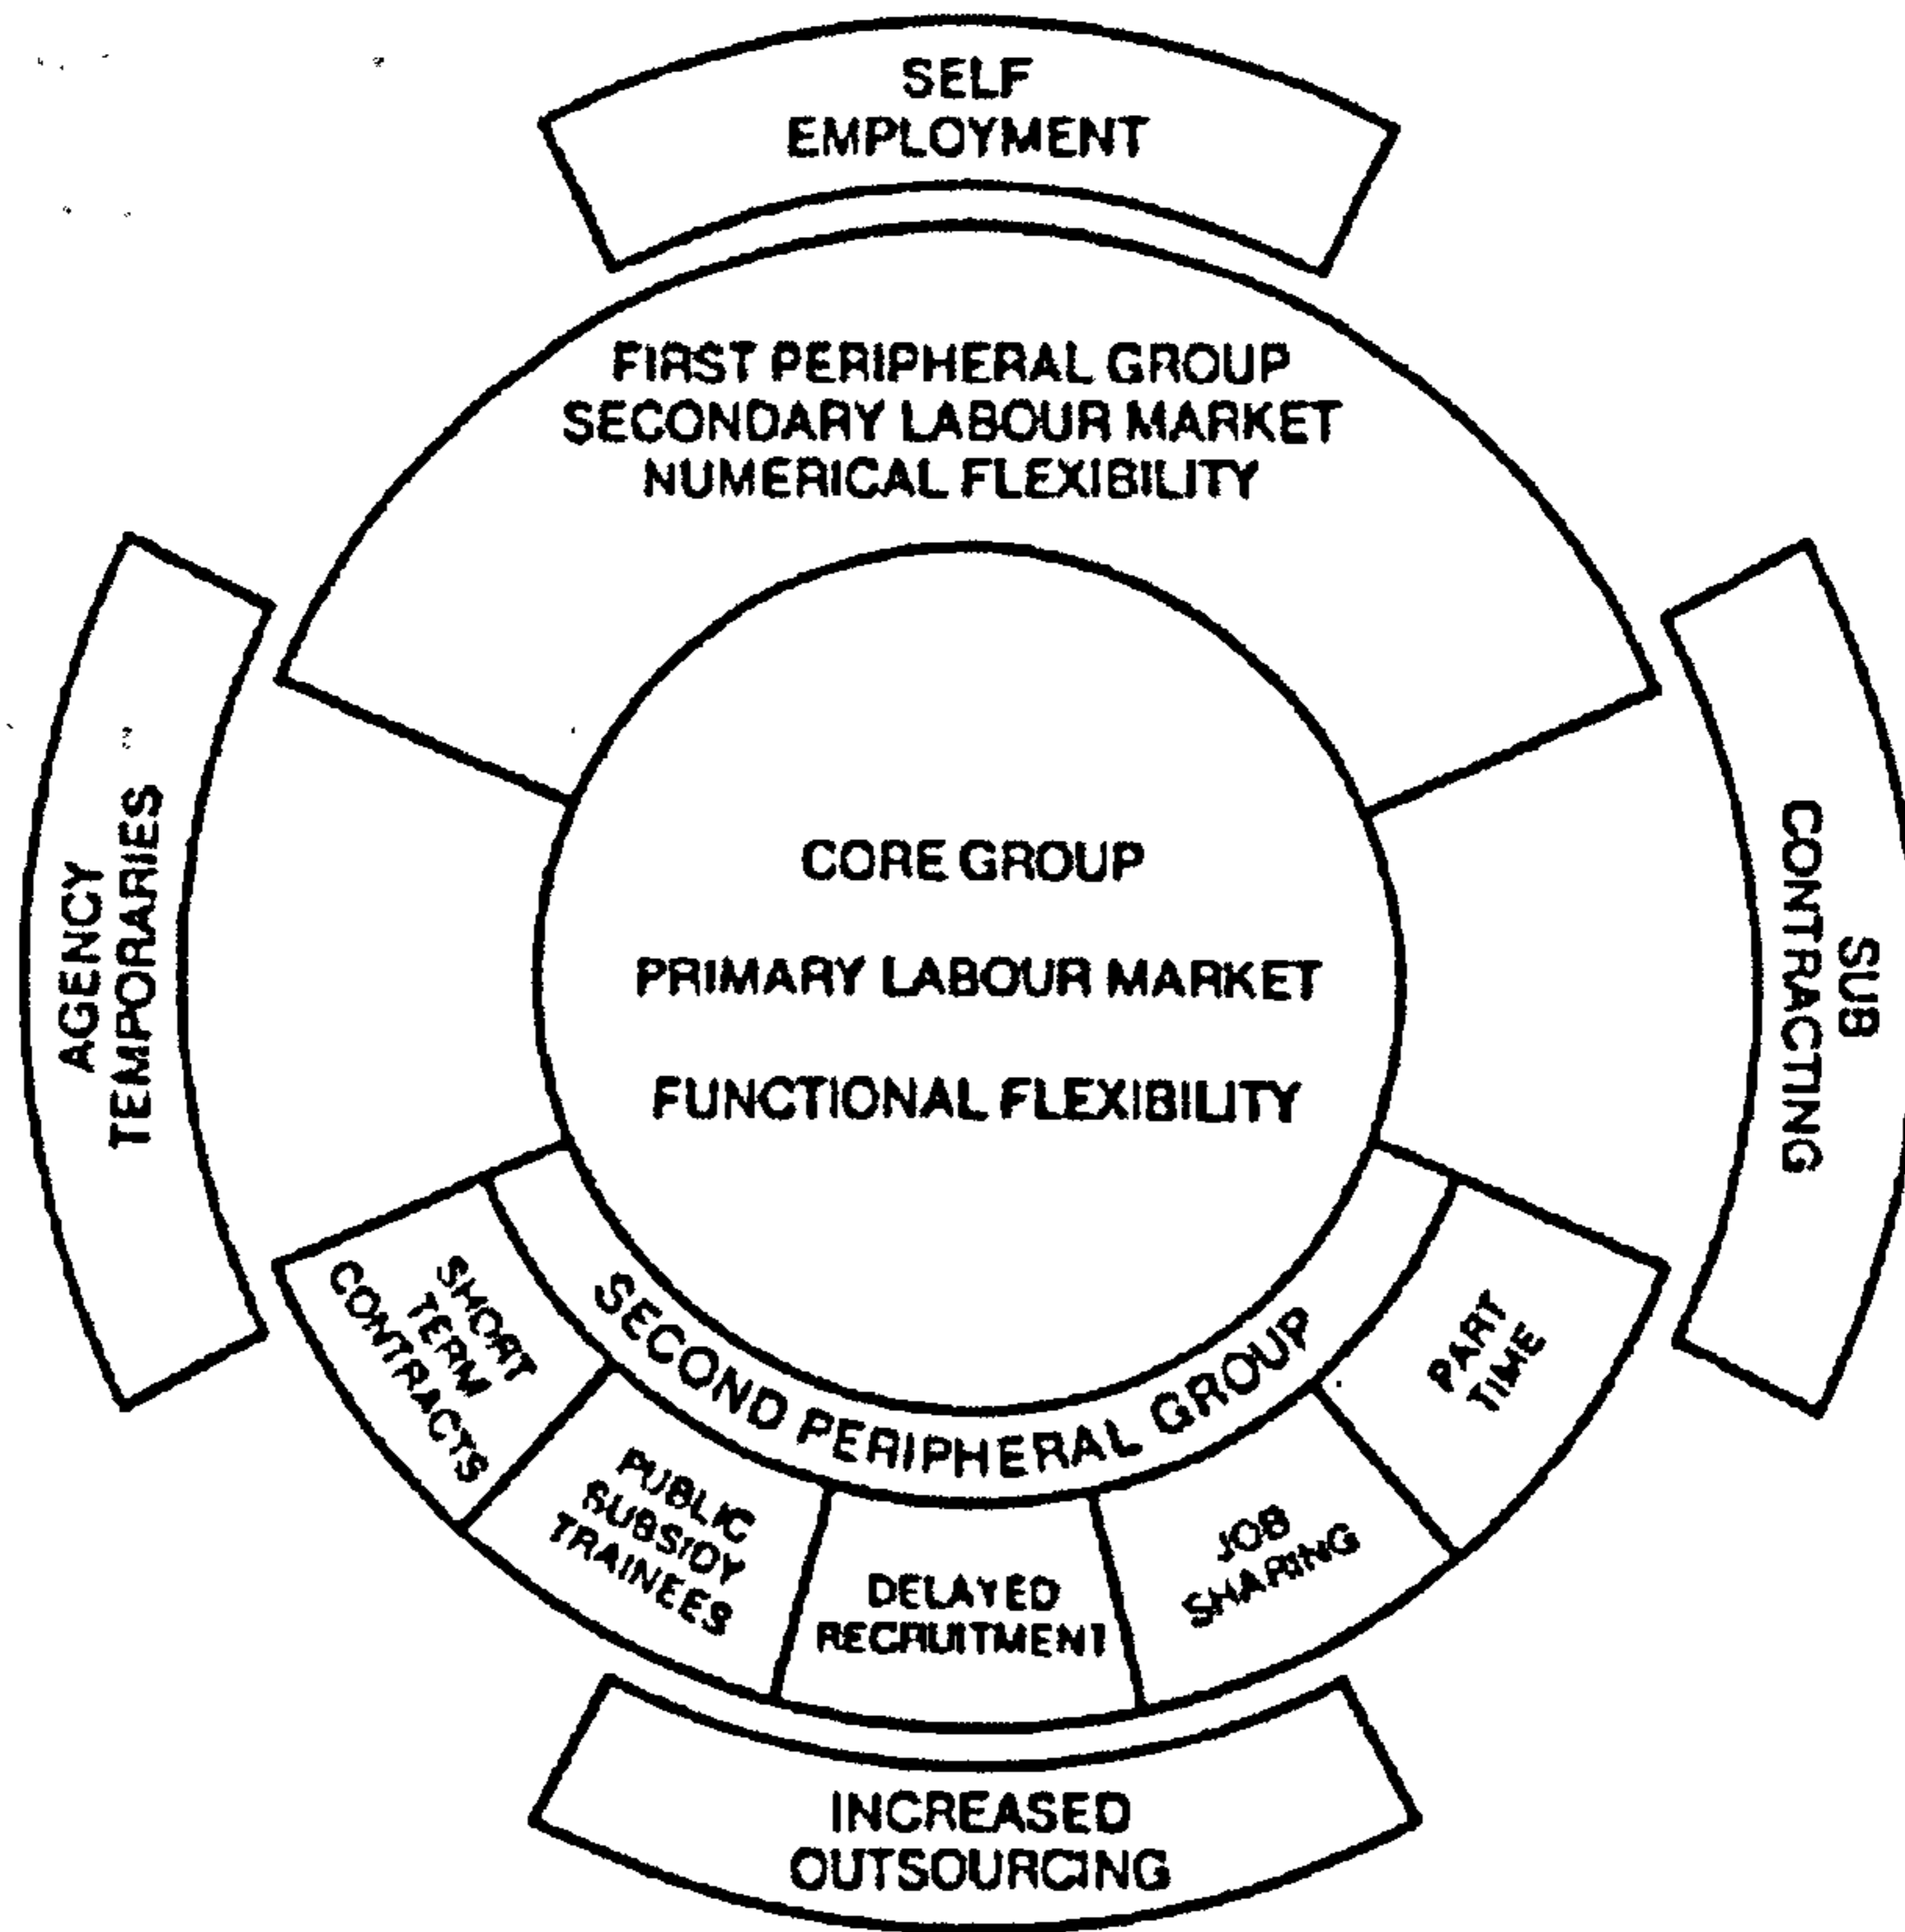 SELF
EMPLOYMENT
FIRST PERIPHERAL GROUP
SECONDARY LABOUR MARKET
NUMERICAL FLEXIBILITY
AGENCY
TEMPORARIES
CORE GROUP
PRIMARY LABOUR MARKET
FUNCTIONAL FLEXIBILITY
SUB
CONTRACTING
SECOND PERIPHERAL GROUP
SHORT
TERM
CONTRACTS
PUBLIC
SUBSIDY
TRAINEES
DELAYED
RECRUITMENT
JOB
SHARING
PART
TIME
INCREASED
OUTSOURCING